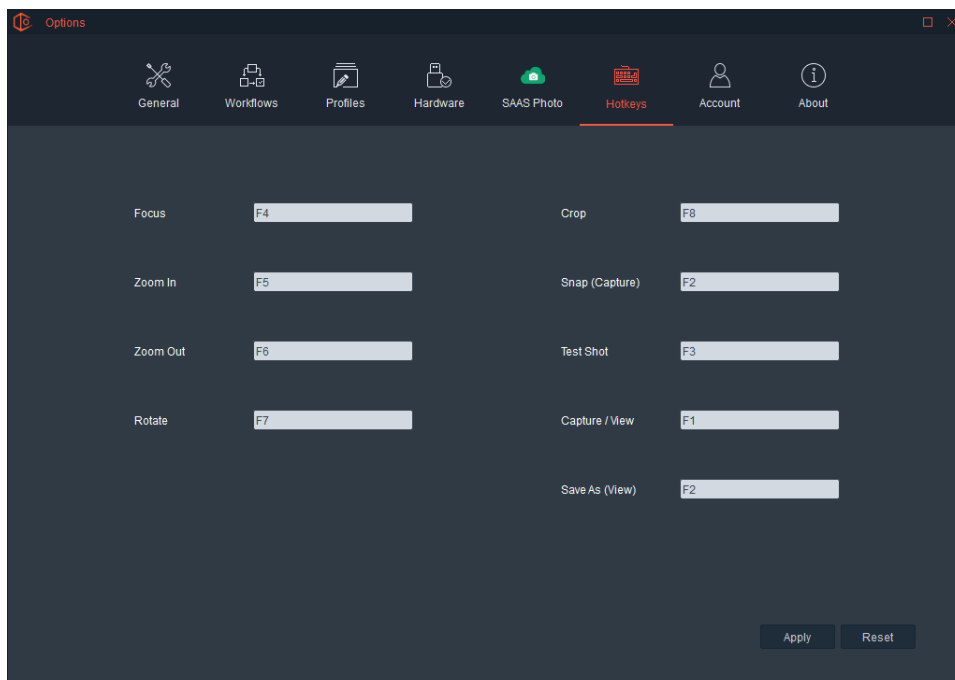 Options
General
Workflows
Profiles
Hardware
SAAS Photo
Hotkeys
Account
About
Focus F4
Crop F8
Zoom In F5
Snap (Capture) F2
Zoom Out F6
Test Shot F3
Rotate F7
Capture / View F1
Save As (View) F2
Apply
Reset